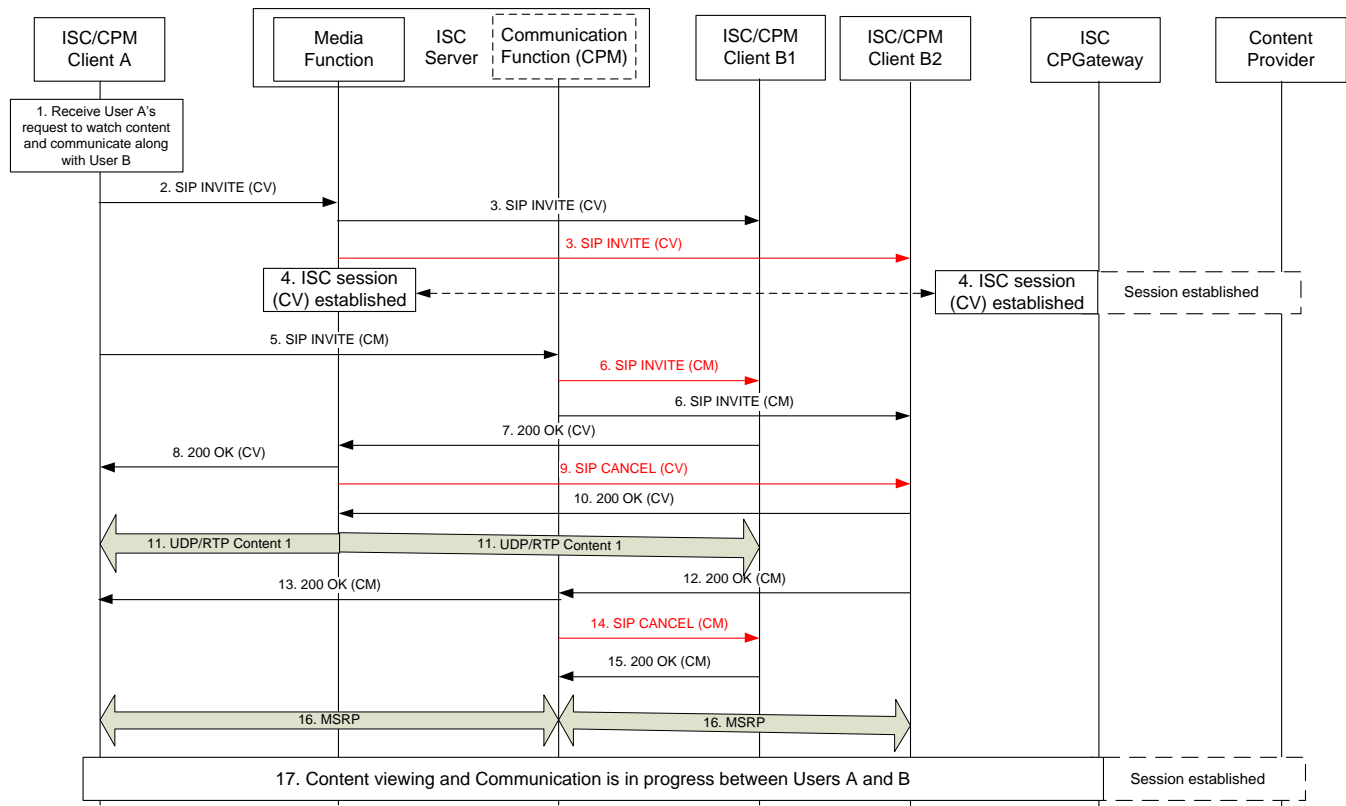 ISC/CPM
Client A
Media
Function
ISC
Server
Communication
Function (CPM)
ISC/CPM
Client B1
ISC/CPM
Client B2
ISC
CPGateway
Content
Provider
1. Receive User A's
request to watch content
and communicate along
with User B
2. SIP INVITE (CV)
3. SIP INVITE (CV)
3. SIP INVITE (CV)
4. ISC session
(CV) established
4. ISC session
(CV) established
Session established
5. SIP INVITE (CM)
6. SIP INVITE (CM)
6. SIP INVITE (CM)
7. 200 OK (CV)
8. 200 OK (CV)
9. SIP CANCEL (CV)
10. 200 OK (CV)
11. UDP/RTP Content 1
11. UDP/RTP Content 1
12. 200 OK (CM)
13. 200 OK (CM)
14. SIP CANCEL (CM)
15. 200 OK (CM)
16. MSRP
16. MSRP
17. Content viewing and Communication is in progress between Users A and B
Session established